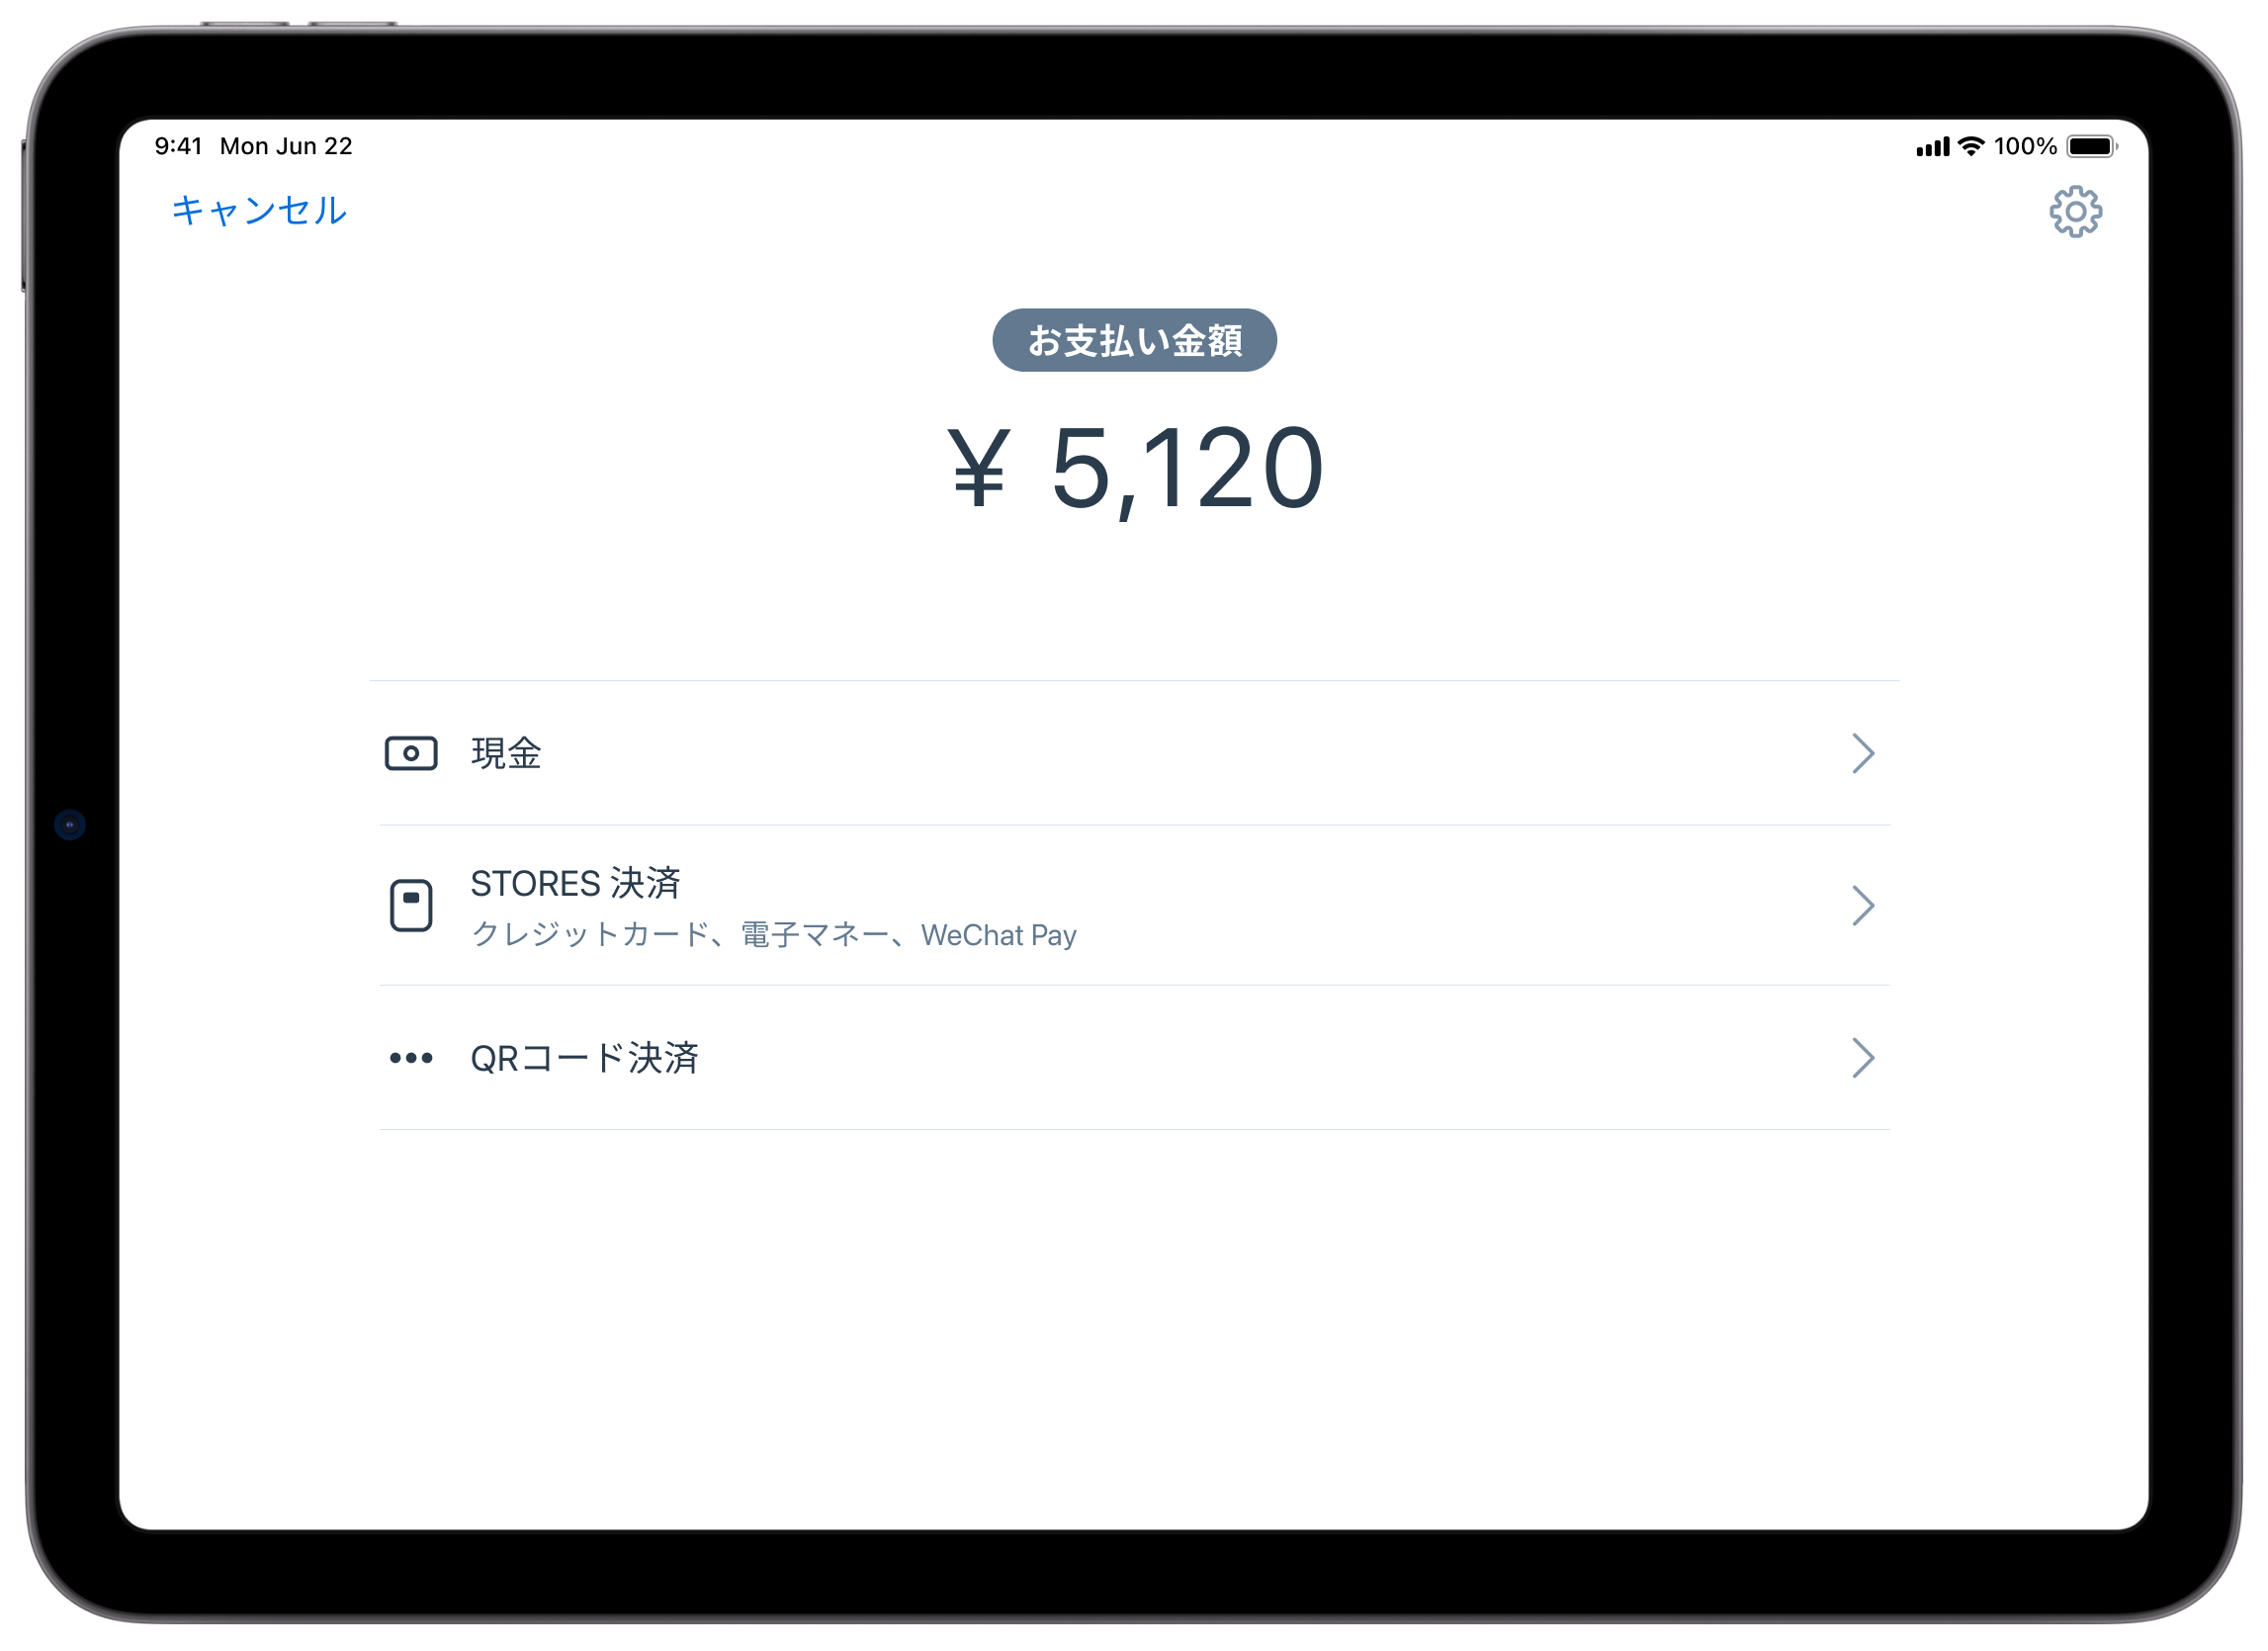 9:41 Mon Jun 22 100%
キャンセル
お支払い金額
¥ 5,120
現金
STORES 決済
クレジットカード、電子マネー、WeChat Pay
QRコード決済